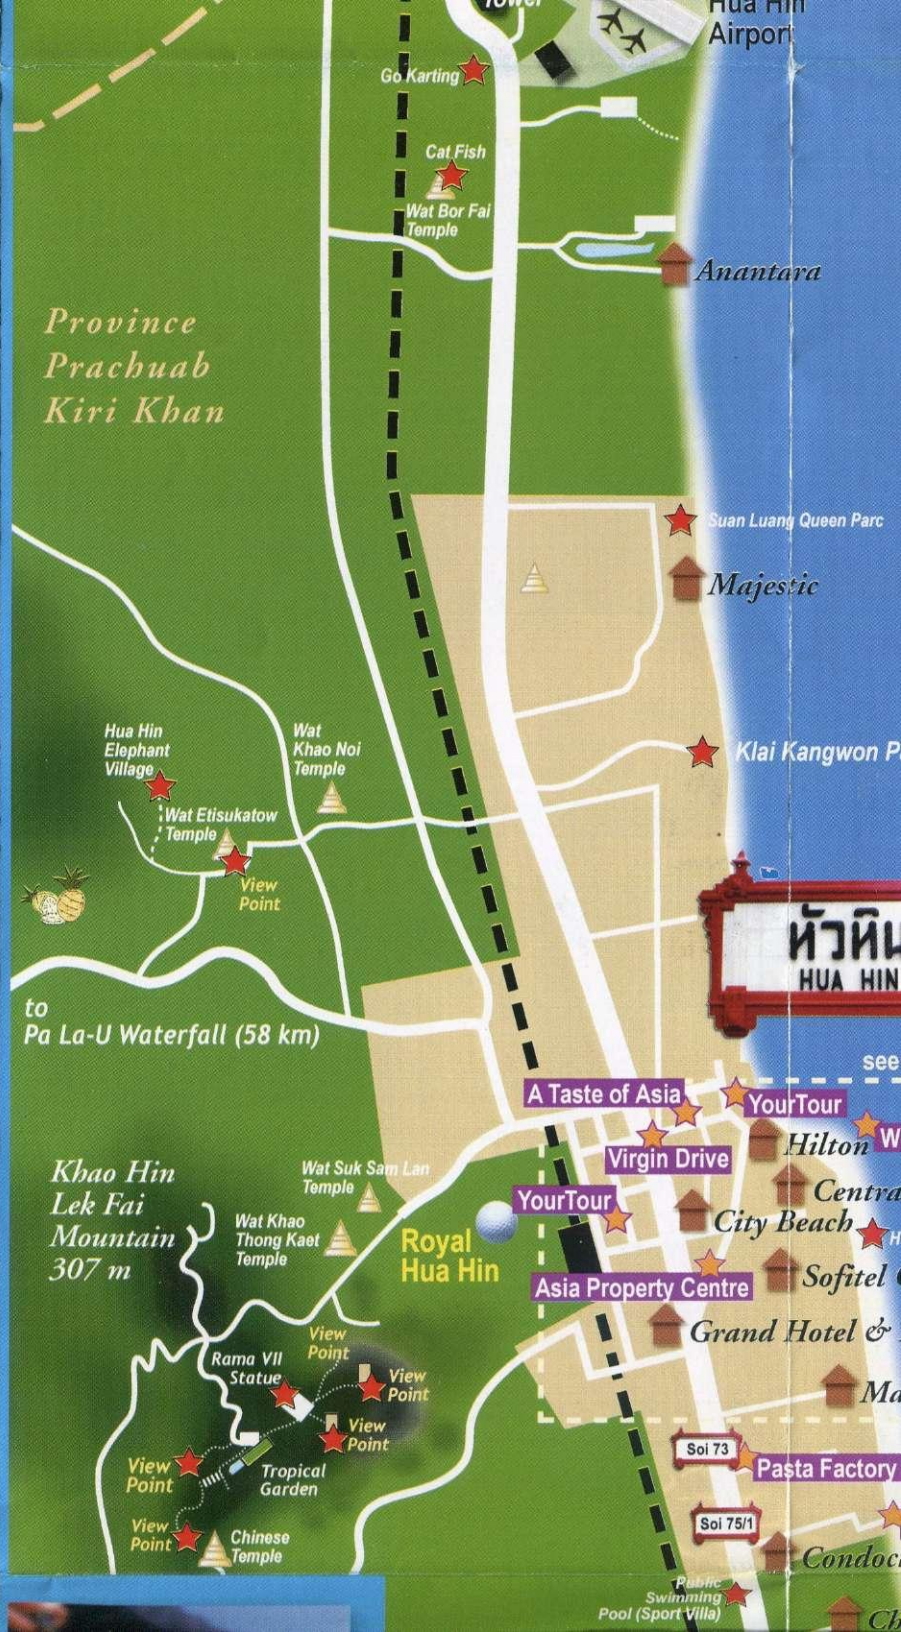 Tower
Hua Hin
Airport
Go Karting
Cat Fish
Wat Bor Fai
Temple
Anantara
Province
Prachuab
Kiri Khan
Suan Luang Queen Parc
Majestic
Hua Hin
Elephant
Village
Wat
Khao Noi
Temple
Klai Kangwon
Wat Etisukatow
Temple
View
Point
หัวหิน
HUA HIN
to
Pa La-U Waterfall (58 km)
see
A Taste of Asia
YourTour
Hilton
W
Virgin Drive
Khao Hin
Lek Fai
Mountain
307 m
Wat Suk Sam Lan
Temple
Centra
YourTour
City Beach
H
Wat Khao
Thong Kaet
Temple
Royal
Hua Hin
Sofitel
Asia Property Centre
Grand Hotel &
View
Point
Rama VII
Statue
View
Point
Ma
View
Point
Soi 73
Pasta Factory
View
Point
Tropical
Garden
Soi 75/1
View
Point
Chinese
Temple
Condoc
Public
Swimming
Pool (Sport Villa)
Ch